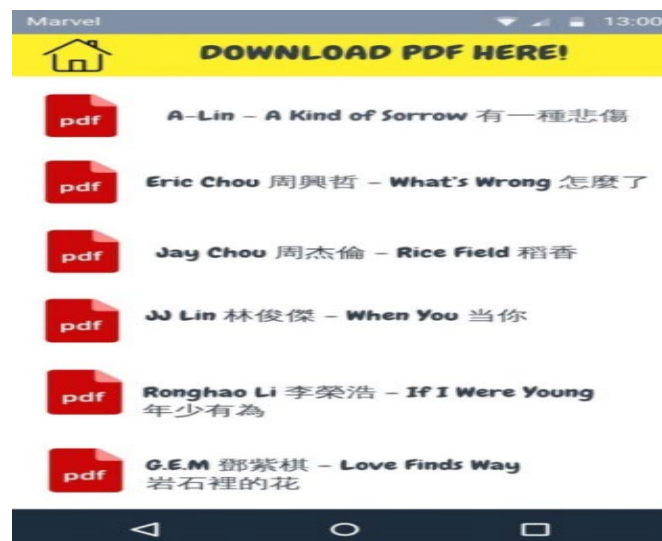 Marvel 13:00
DOWNLOAD PDF HERE!
pdf A-Lin – A Kind of Sorrow 有一種悲傷
pdf Eric Chou 周興哲 – What's Wrong 怎麼了
pdf Jay Chou 周杰倫 – Rice Field 稻香
pdf JJ Lin 林俊傑 – When You 当你
pdf Ronghao Li 李榮浩 – If I Were Young
年少有為
pdf G.E.M 鄧紫棋 – Love Finds Way
岩石裡的花